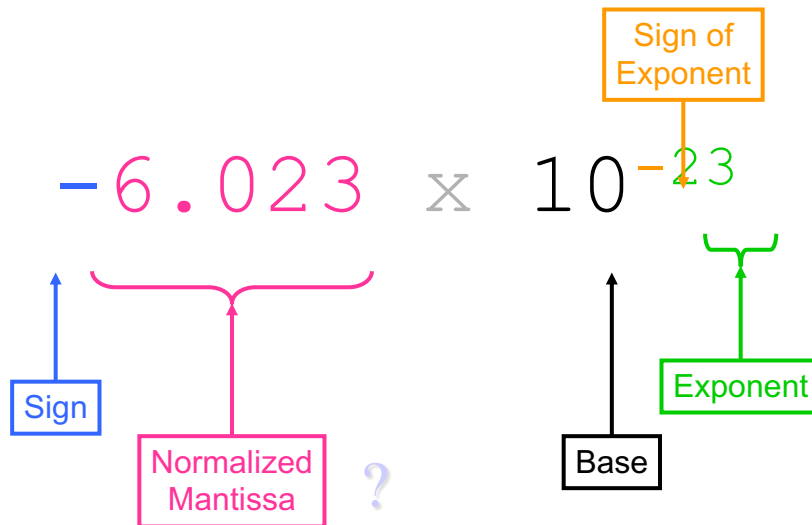 Sign of
Exponent
-6.023 x 10-23
Sign
Exponent
Normalized
Mantissa
?
Base